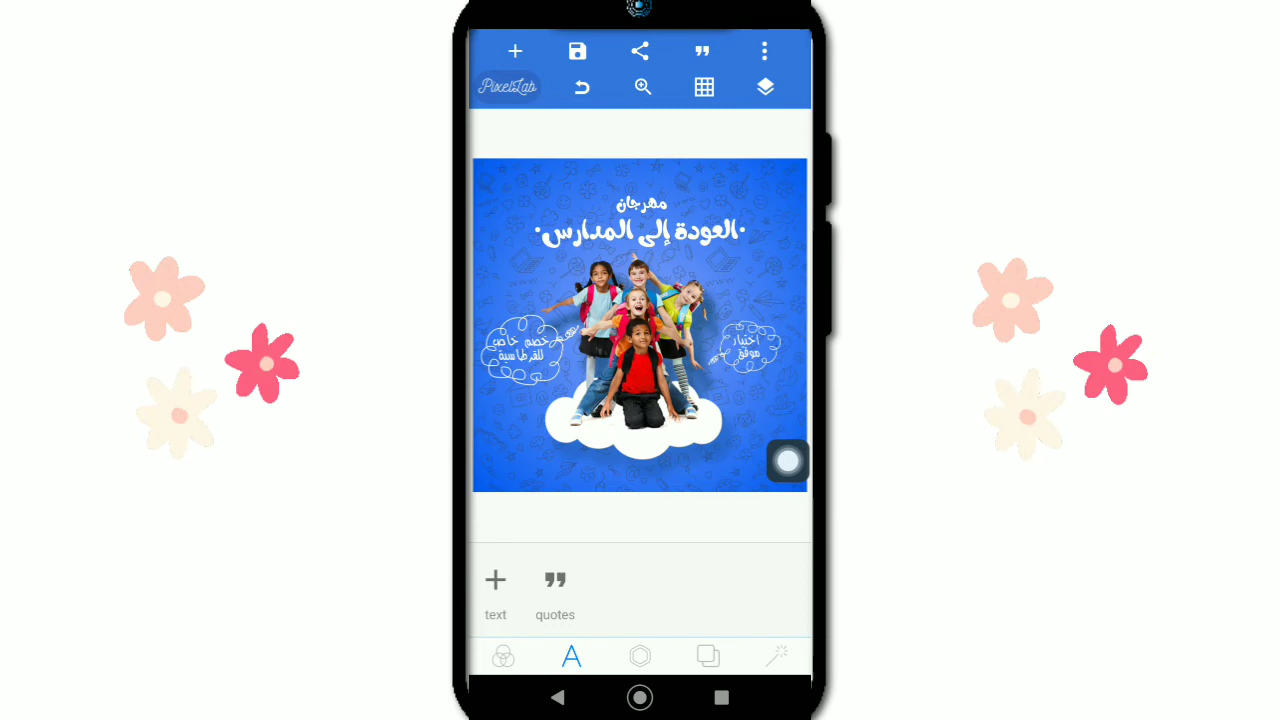 PixelLab
مهرجان
العودة إلى المدارس
خصم خاص
للقرطاسية
اختيار
موفق
text
quotes